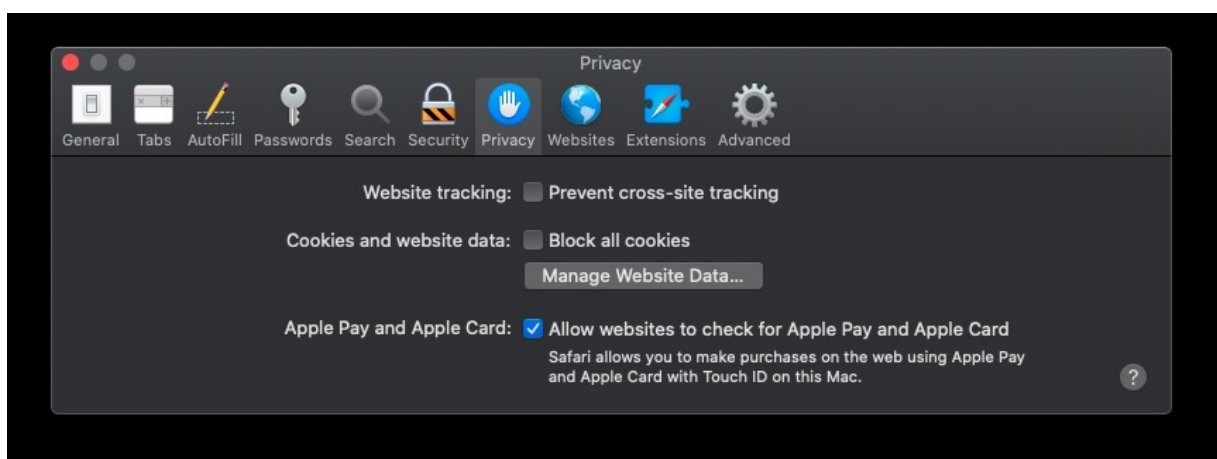 Privacy
General Tabs AutoFill Passwords Search Security Privacy Websites Extensions Advanced
Website tracking: Prevent cross-site tracking
Cookies and website data: Block all cookies
Manage Website Data...
Apple Pay and Apple Card: Allow websites to check for Apple Pay and Apple Card
Safari allows you to make purchases on the web using Apple Pay
and Apple Card with Touch ID on this Mac.
?